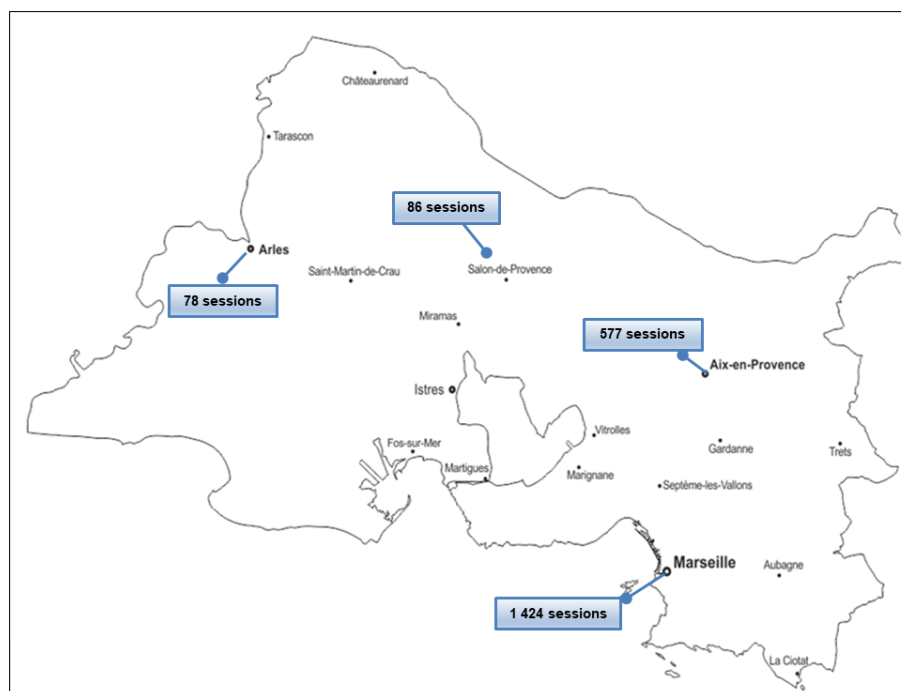 Châteaurenard
Tarascon
86 sessions
Arles
Saint-Martin-de-Crau
Salon-de-Provence
78 sessions
Miramas
577 sessions
Aix-en-Provence
Istres
Vitrolles
Fos-sur-Mer
Gardanne
Trets
Martigues
Marignane
Septème-les-Vallons
Marseille
Aubagne
1 424 sessions
La Ciotat